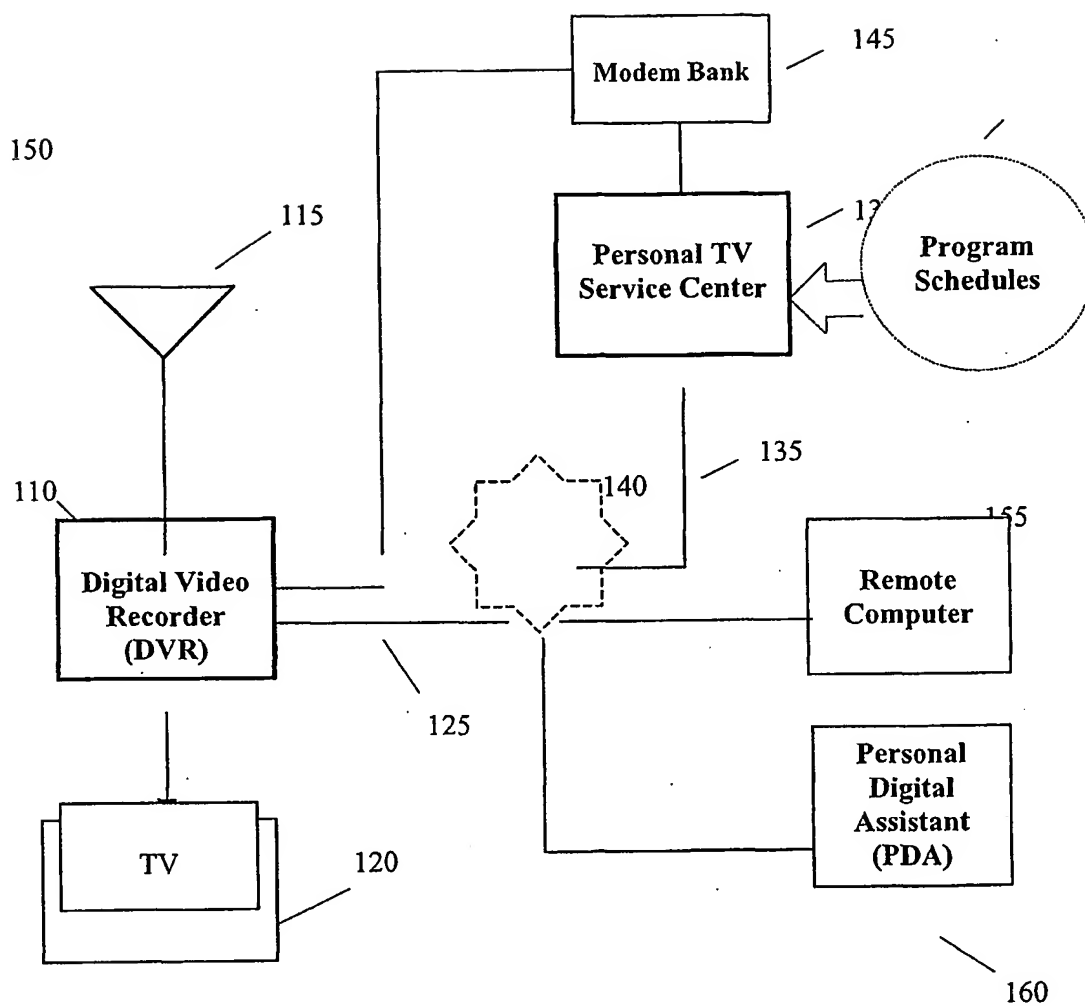 145
Modem Bank
150
115
Personal TV
Service Center
Program
Schedules
135
110
140
Digital Video
Recorder
(DVR)
Remote
Computer
125
Personal
Digital
Assistant
(PDA)
TV
120
160